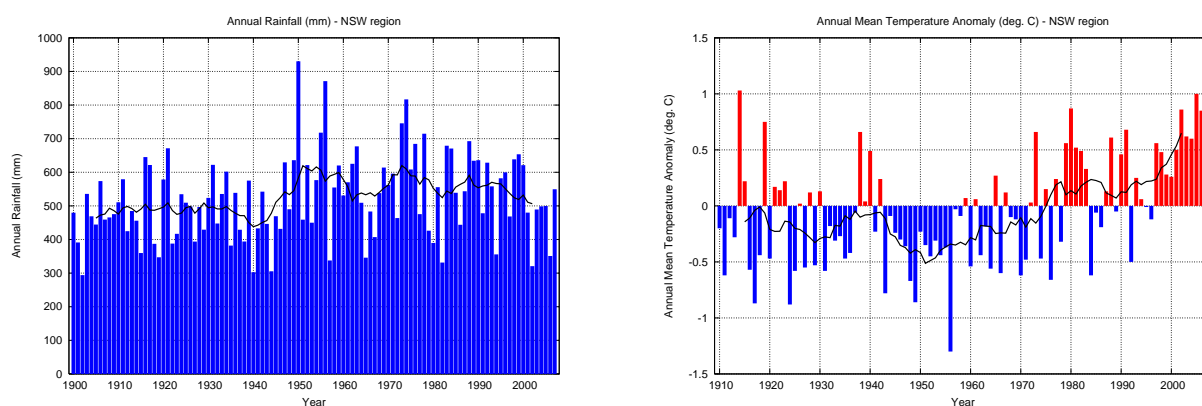 Annual Rainfall (mm) - NSW region
1000
900
800
700
600
500
400
300
200
100
0
Annual Rainfall (mm)
1900 1910 1920 1930 1940 1950 1960 1970 1980 1990 2000
Year
Annual Mean Temperature Anomaly (deg. C) - NSW region
1.5
1
0.5
0
-0.5
-1
-1.5
Annual Mean Temperature Anomaly (deg. C)
1910 1920 1930 1940 1950 1960 1970 1980 1990 2000
Year